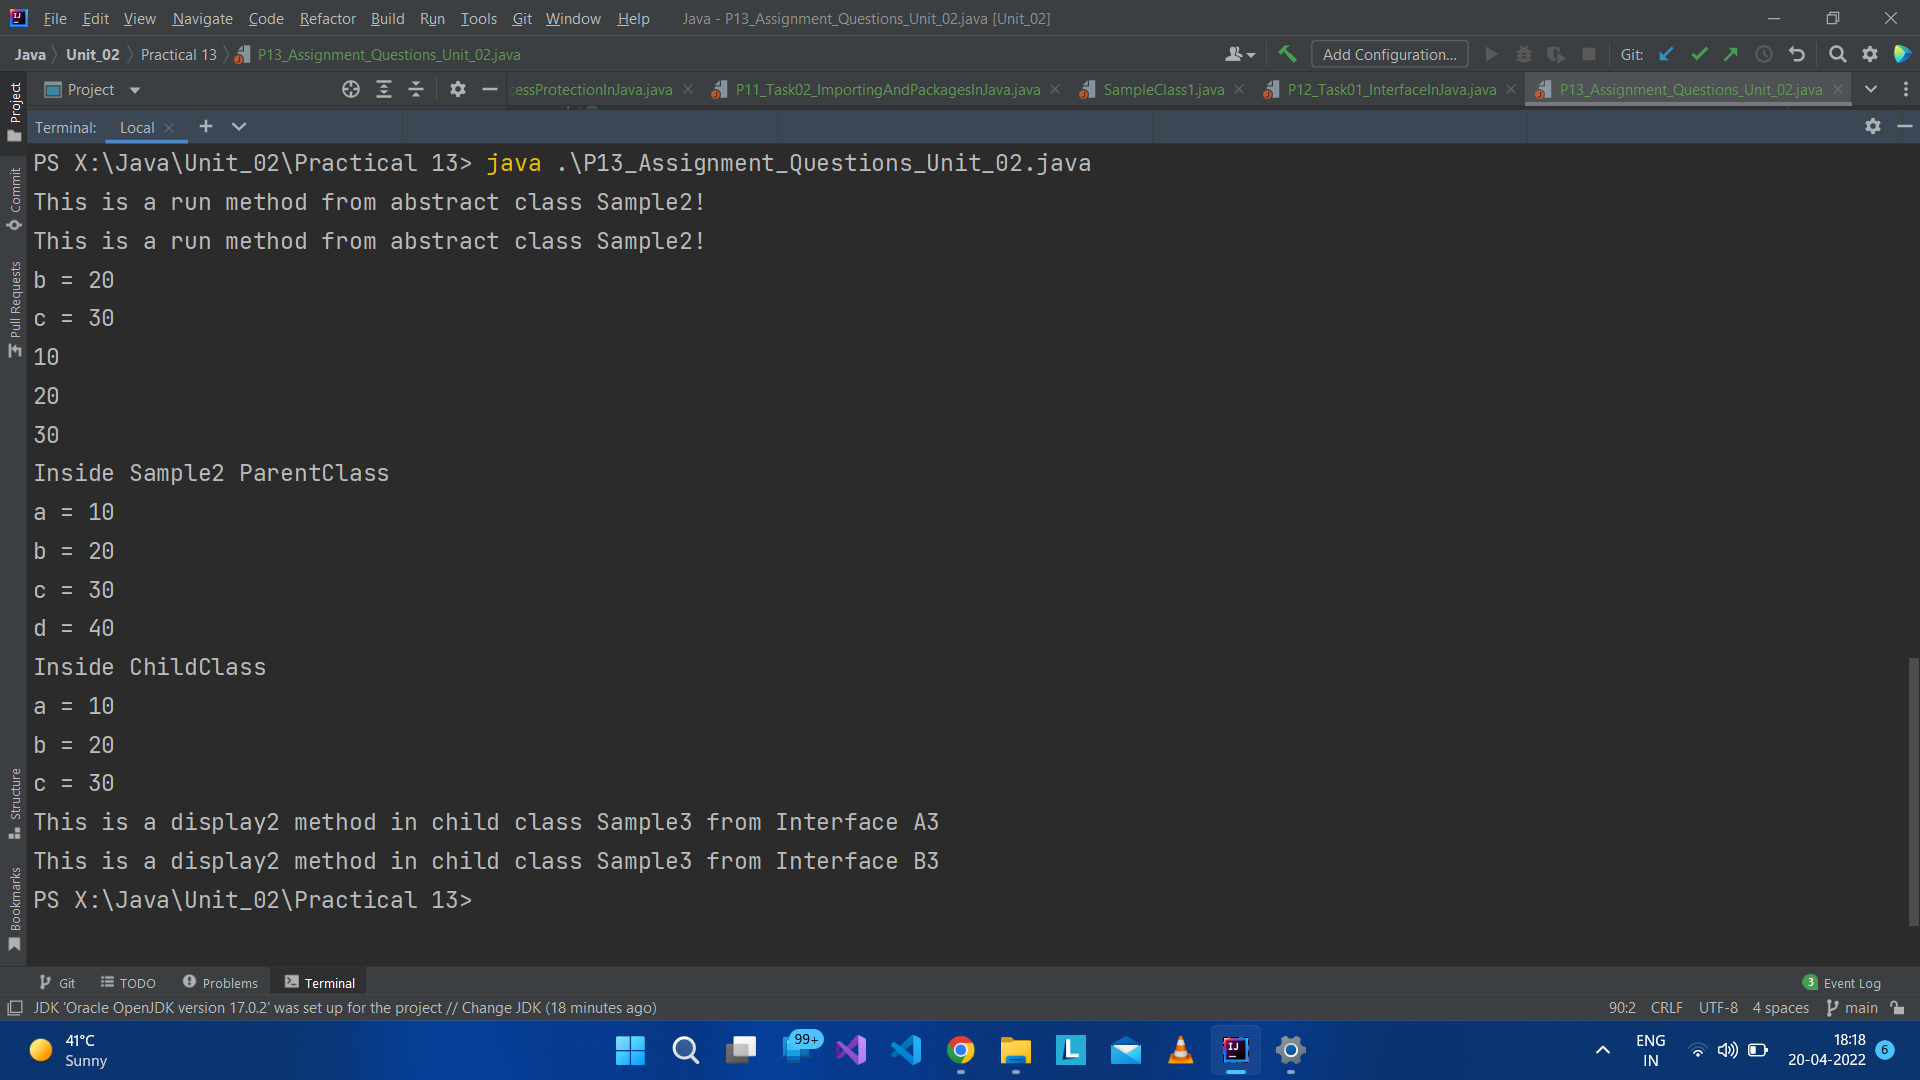 File Edit View Navigate Code Refactor Build Run Tools Git Window Help Java - P13_Assignment_Questions_Unit_02.java [Unit_02]
Java Unit_02 Practical 13 P13_Assignment_Questions_Unit_02.java Add Configuration... Git:
Project cessProtectionInJava.java P11_Task02_ImportingAndPackagesInJava.java SampleClass1.java P12_Task01_InterfaceInJava.java P13_Assignment_Questions_Unit_02.java
Terminal: Local
PS X:\Java\Unit_02\Practical 13> java .\P13_Assignment_Questions_Unit_02.java
This is a run method from abstract class Sample2!
This is a run method from abstract class Sample2!
b = 20
c = 30
10
20
30
Inside Sample2 ParentClass
a = 10
b = 20
c = 30
d = 40
Inside ChildClass
a = 10
b = 20
c = 30
This is a display2 method in child class Sample3 from Interface A3
This is a display2 method in child class Sample3 from Interface B3
PS X:\Java\Unit_02\Practical 13>
Project
Commit
Pull Requests
Structure
Bookmarks
Git TODO Problems Terminal 3 Event Log
JDK 'Oracle OpenJDK version 17.0.2' was set up for the project // Change JDK (18 minutes ago) 90:2 CRLF UTF-8 4 spaces main
41°C
Sunny
99+
ENG
IN
18:18
20-04-2022
6